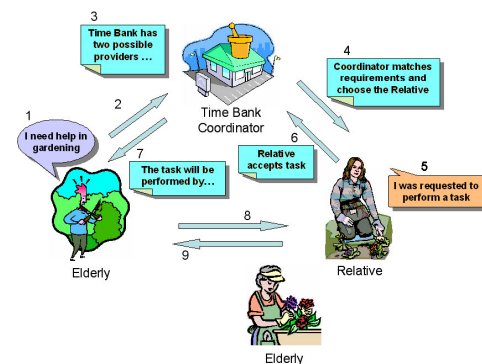 3
Time Bank has
two possible
providers ...
4
Coordinator matches
requirements and
choose the Relative
1
I need help in
gardening
2
Time Bank
Coordinator
6
Relative
accepts task
7
The task will be
performed by...
5
I was requested to
perform a task
8
9
Elderly
Relative
Elderly